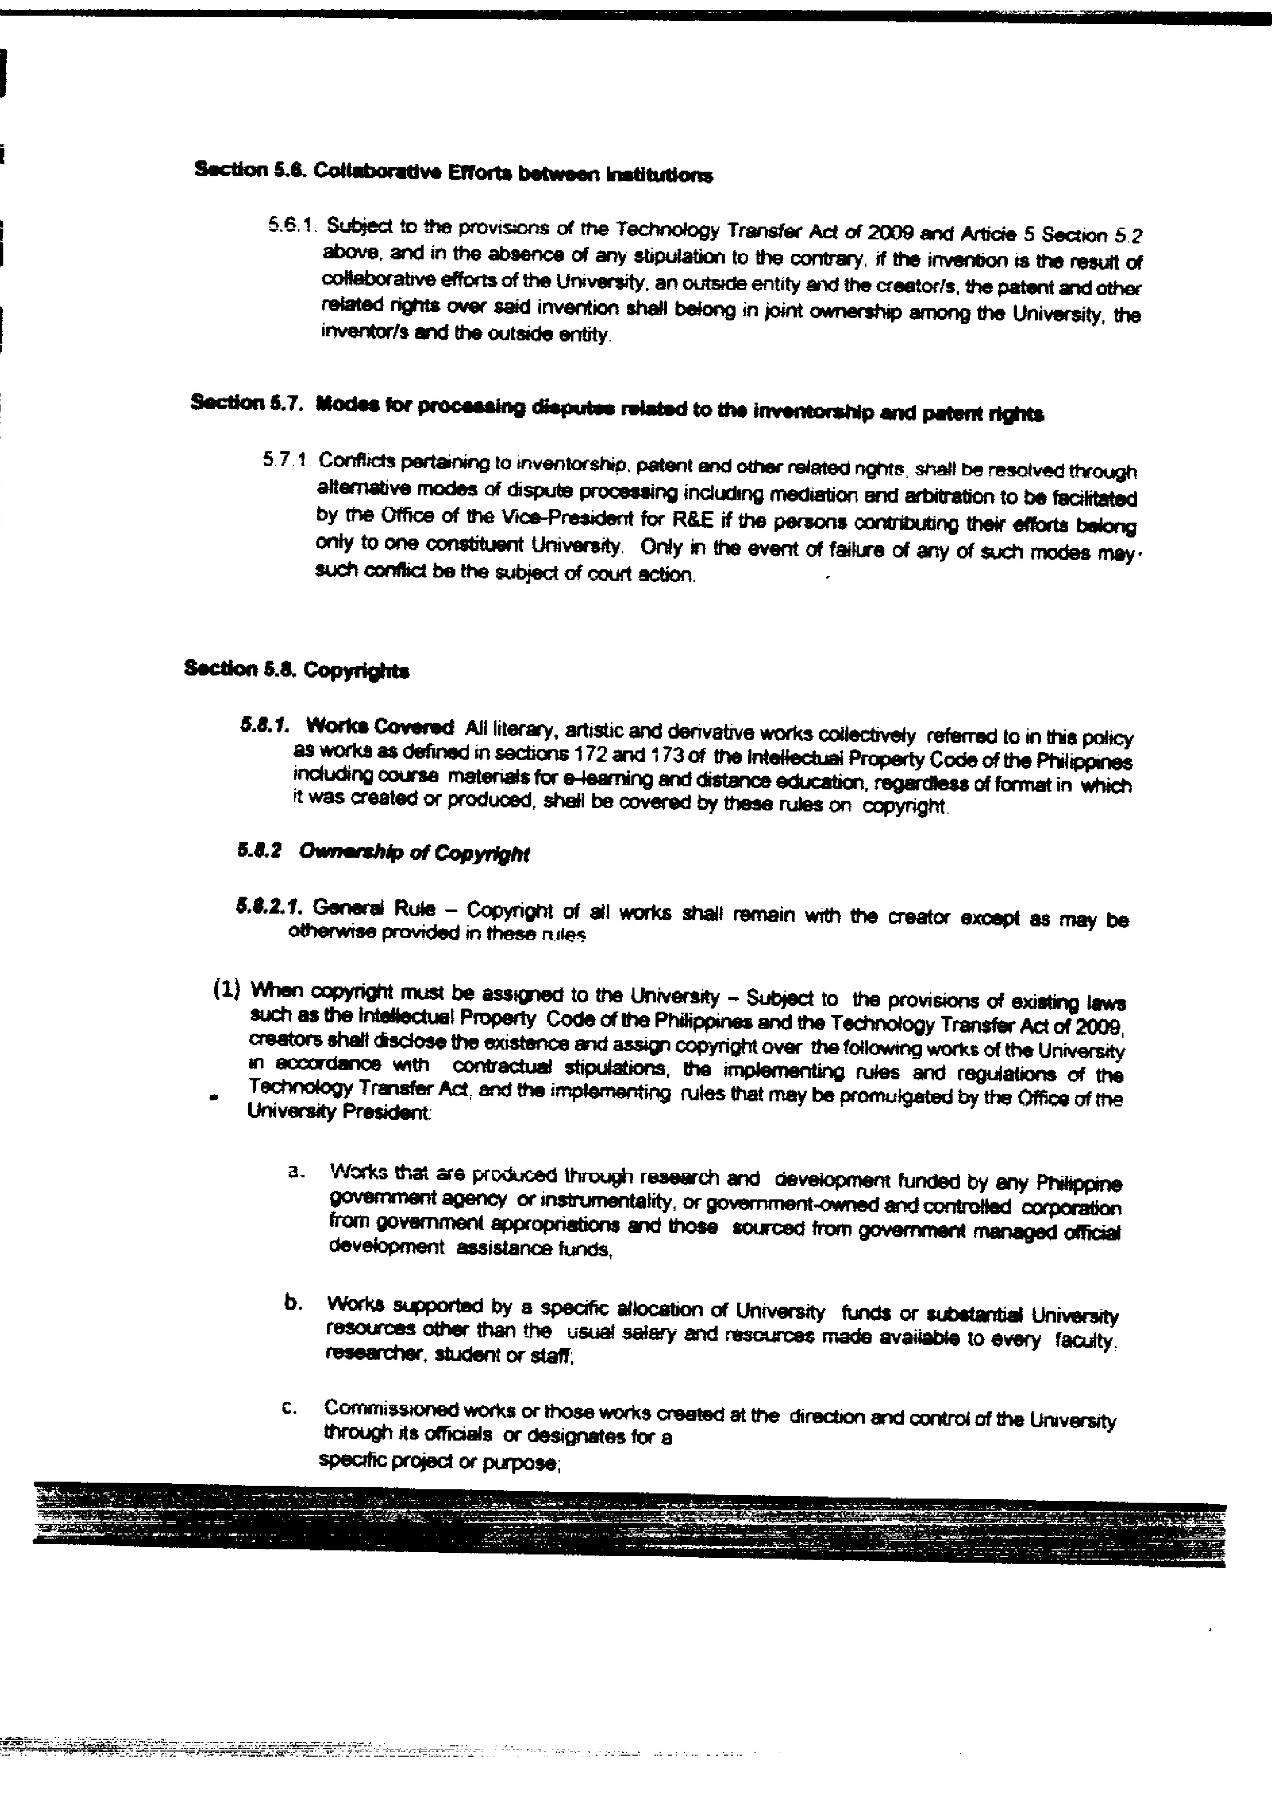 Section 5.6. Collaborative Efforts between Institutions
5.6.1. Subject to the provisions of the Technology Transfer Act of 2009 and Article 5 Section 5.2
above, and in the absence of any stipulation to the contrary, if the invention is the result of
collaborative efforts of the University, an outside entity and the creator/s, the patent and other
related rights over said invention shall belong in joint ownership among the University, the
inventor/s and the outside entity.
Section 5.7. Modes for processing disputes related to the inventorship and patent rights
5.7.1 Conflicts pertaining to inventorship, patent and other related rights, shall be resolved through
alternative modes of dispute processing including mediation and arbitration to be facilitated
by the Office of the Vice-President for R&E if the persons contributing their efforts belong
only to one constituent University. Only in the event of failure of any of such modes may
such conflict be the subject of court action.
Section 5.8. Copyrights
5.8.1. Works Covered All literary, artistic and derivative works collectively referred to in this policy
as works as defined in sections 172 and 173 of the Intellectual Property Code of the Philippines
including course materials for e-learning and distance education, regardless of format in which
it was created or produced, shall be covered by these rules on copyright.
5.8.2 Ownership of Copyright
5.8.2.1. General Rule – Copyright of all works shall remain with the creator except as may be
otherwise provided in these rules
(1) When copyright must be assigned to the University – Subject to the provisions of existing laws
such as the Intellectual Property Code of the Philippines and the Technology Transfer Act of 2009,
creators shall disclose the existence and assign copyright over the following works of the University
in accordance with contractual stipulations, the implementing rules and regulations of the
Technology Transfer Act, and the implementing rules that may be promulgated by the Office of the
University President:
a. Works that are produced through research and development funded by any Philippine
government agency or instrumentality, or government-owned and controlled corporation
from government appropriations and those sourced from government managed official
development assistance funds,
b. Works supported by a specific allocation of University funds or substantial University
resources other than the usual salary and resources made available to every faculty,
researcher, student or staff;
c. Commissioned works or those works created at the direction and control of the University
through its officials or designates for a
specific project or purpose;